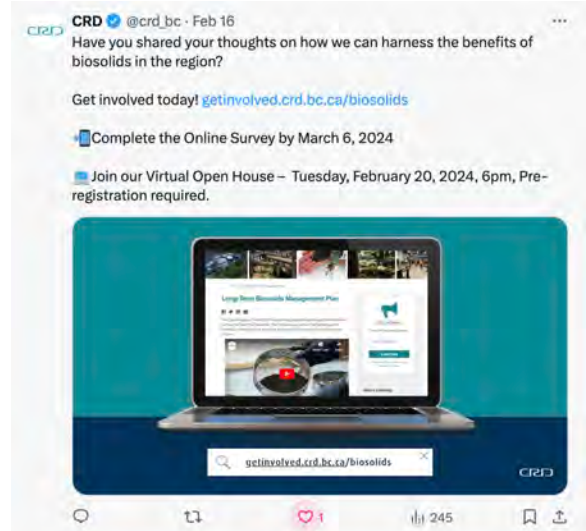 CRD @crd_bc · Feb 16
Have you shared your thoughts on how we can harness the benefits of
biosolids in the region?
Get involved today! getinvolved.crd.bc.ca/biosolids
Complete the Online Survey by March 6, 2024
Join our Virtual Open House – Tuesday, February 20, 2024, 6pm, Pre-
registration required.
Long-Term Biosolids Management Plan
getinvolved.crd.bc.ca/biosolids
CRD
1
245